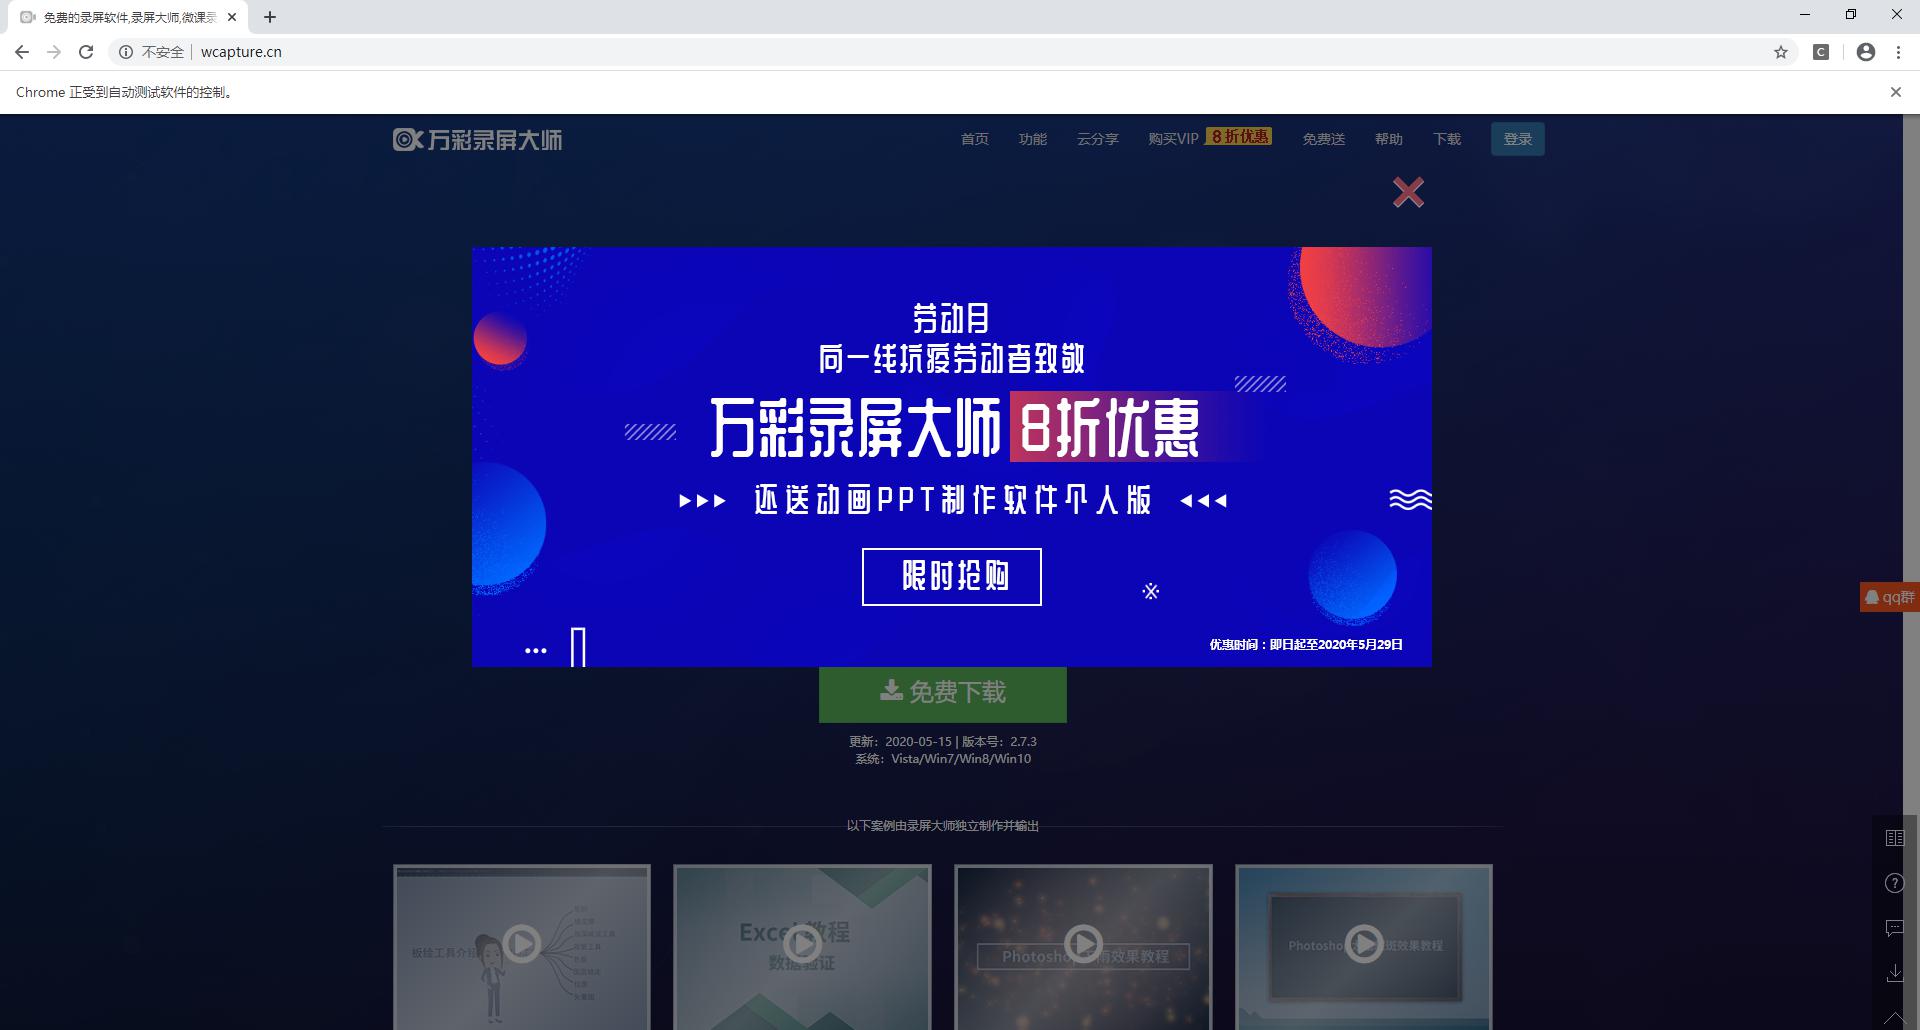 免费的录屏软件,录屏大师,微课录
不安全 | wcapture.cn
Chrome 正受到自动测试软件的控制。
万彩录屏大师
首页 功能 云分享 购买VIP 8 折优惠 免费送 帮助 下载 登录
劳动月
向一线抗疫劳动者致敬
万彩录屏大师 8折优惠
还送动画PPT制作软件个人版
限时抢购
优惠时间：即日起至2020年5月29日
qq群
免费下载
更新：2020-05-15 | 版本号：2.7.3
系统：Vista/Win7/Win8/Win10
以下案例由录屏大师独立制作并输出
板绘工具介绍
Excel 教程
数据验证
Photoshop
雨效果教程
Photoshop
斑效果教程